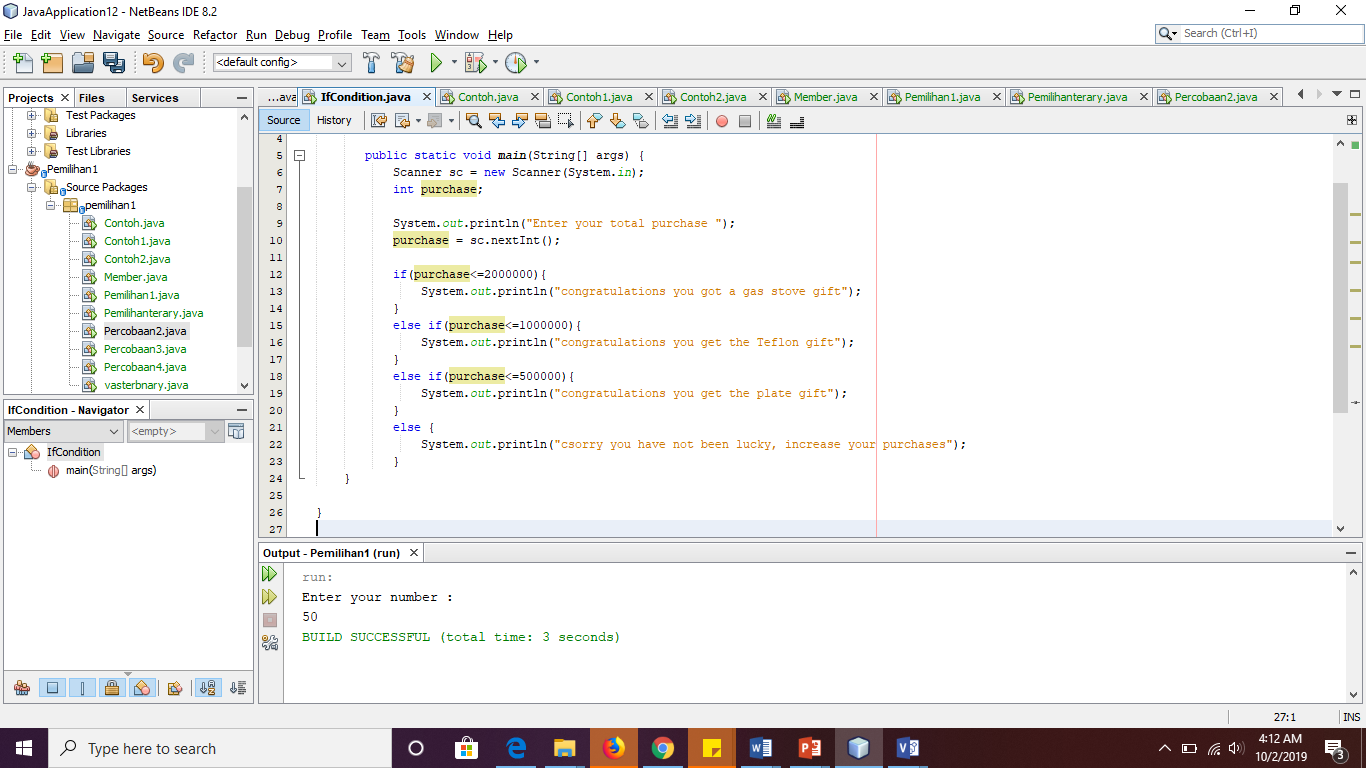 JavaApplication12 - NetBeans IDE 8.2
File Edit View Navigate Source Refactor Run Debug Profile Team Tools Window Help
Search (Ctrl+I)
<default config>
Projects Files Services
...ava IfCondition.java Contoh.java Contoh1.java Contoh2.java Member.java Pemilihan1.java Pemilihanterary.java Percobaan2.java
Source History
Test Packages
Libraries
Test Libraries
Pemilihan1
Source Packages
pemilihan1
Contoh.java
Contoh1.java
Contoh2.java
Member.java
Pemilihan1.java
Pemilihanterary.java
Percobaan2.java
Percobaan3.java
Percobaan4.java
vasterbnary.java
IfCondition - Navigator
Members <empty>
IfCondition
main(String[] args)
4
5 public static void main(String[] args) {
6 Scanner sc = new Scanner(System.in);
7 int purchase;
8
9 System.out.println("Enter your total purchase ");
10 purchase = sc.nextInt();
11
12 if(purchase<=2000000){
13 System.out.println("congratulations you got a gas stove gift");
14 }
15 else if(purchase<=1000000){
16 System.out.println("congratulations you get the Teflon gift");
17 }
18 else if(purchase<=500000){
19 System.out.println("congratulations you get the plate gift");
20 }
21 else {
22 System.out.println("csorry you have not been lucky, increase your purchases");
23 }
24 }
25
26 }
27
Output - Pemilihan1 (run)
run:
Enter your number :
50
BUILD SUCCESSFUL (total time: 3 seconds)
27:1 INS
Type here to search
4:12 AM
10/2/2019
3